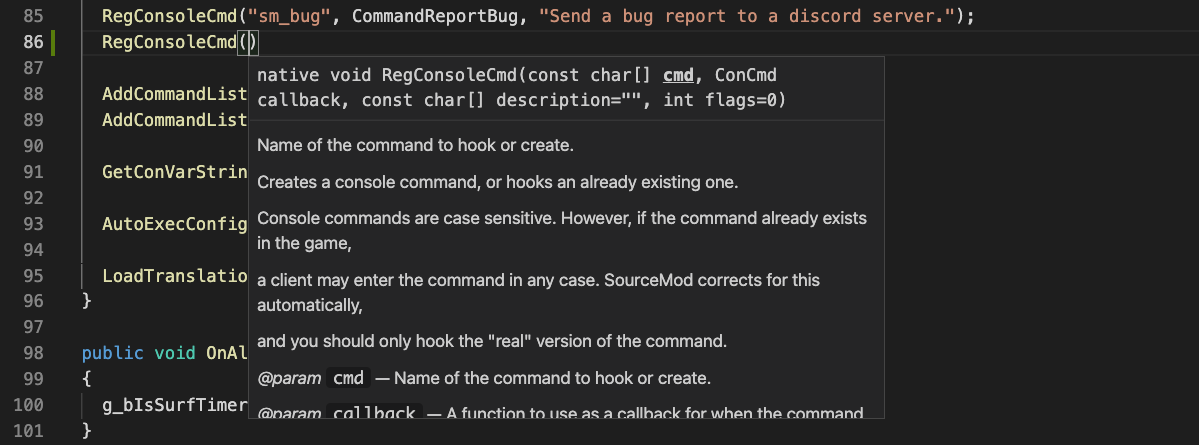 85 RegConsoleCmd("sm_bug", CommandReportBug, "Send a bug report to a discord server.");
86 RegConsoleCmd()
87
native void RegConsoleCmd(const char[] cmd, ConCmd
callback, const char[] description="", int flags=0)
88 AddCommandList
89 AddCommandList
90
Name of the command to hook or create.
91 GetConVarStrin
Creates a console command, or hooks an already existing one.
92
93 AutoExecConfig
Console commands are case sensitive. However, if the command already exists
in the game,
94
95 LoadTranslatio
a client may enter the command in any case. SourceMod corrects for this
automatically,
96 }
97
and you should only hook the "real" version of the command.
98 public void OnAl
99 {
@param cmd — Name of the command to hook or create.
100 g_bIsSurfTimer
@param callback — A function to use as a callback for when the command
101 }